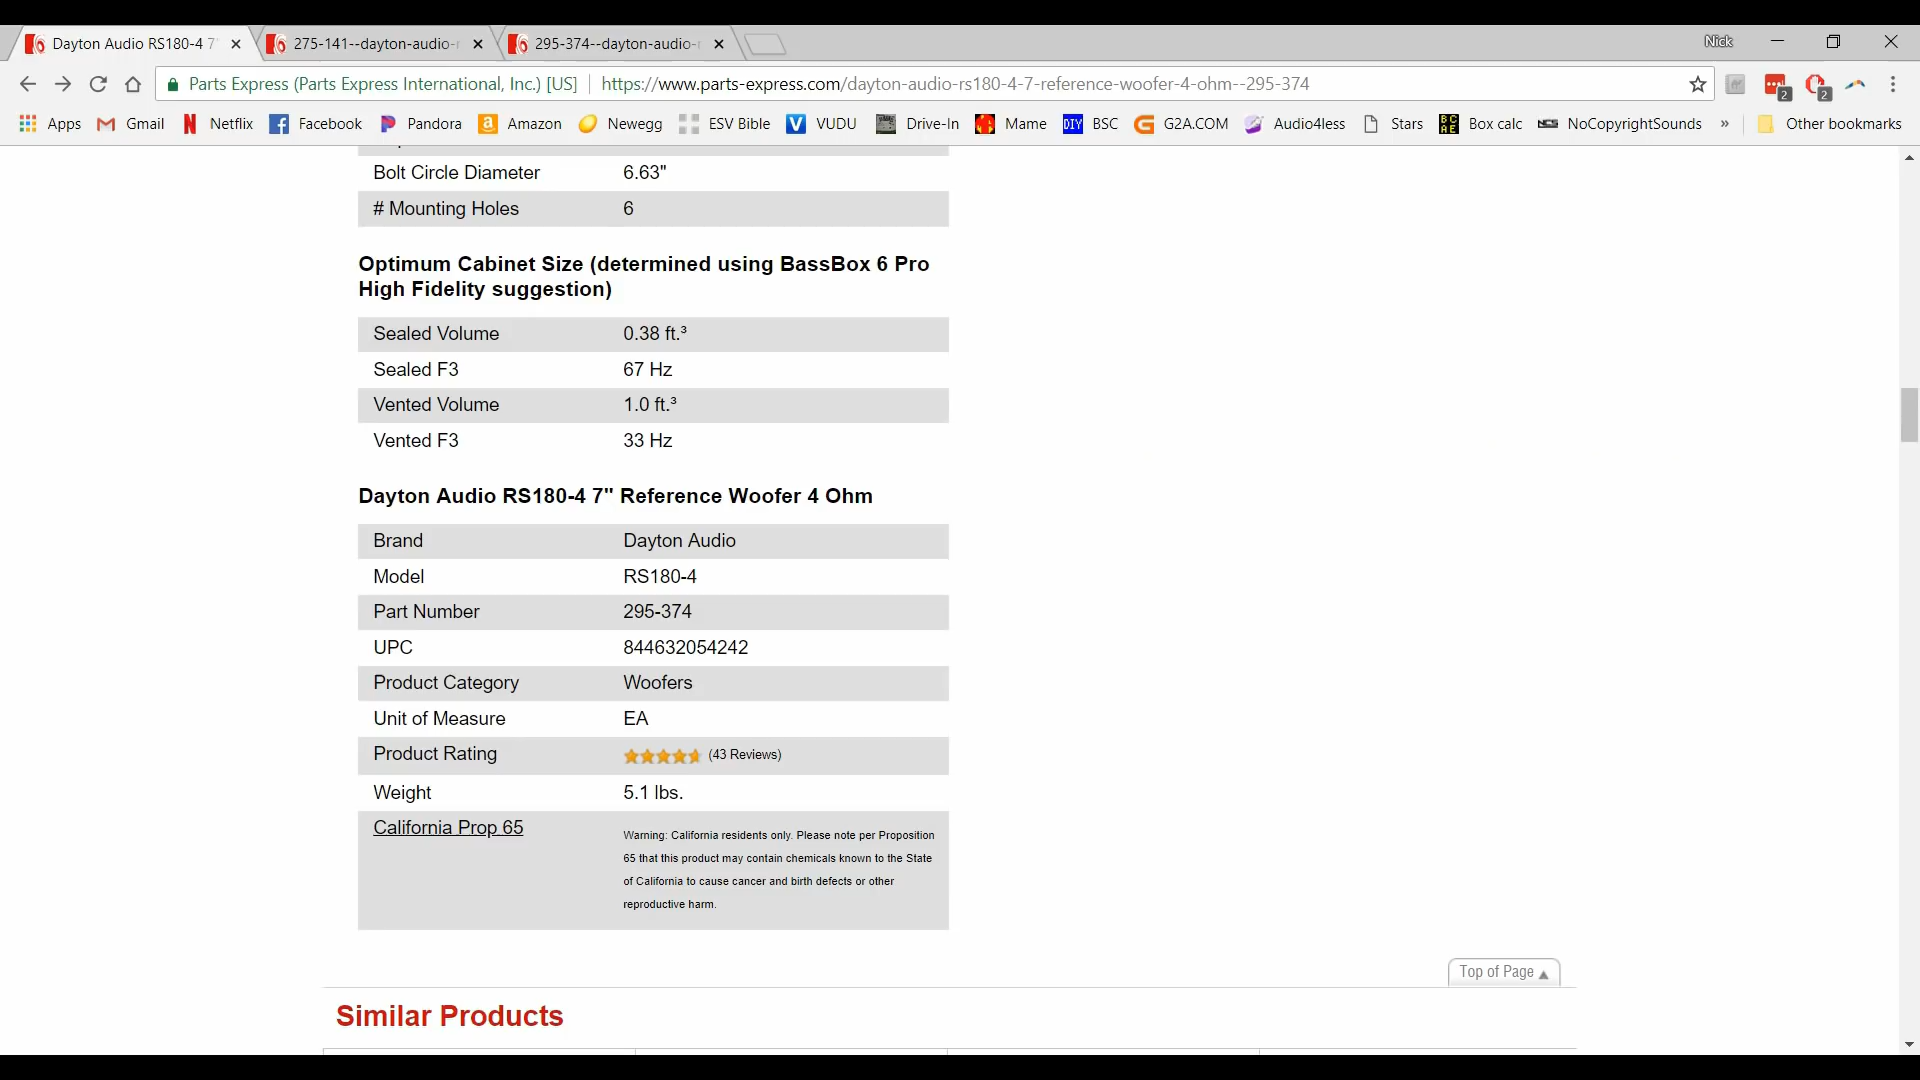 Dayton Audio RS180-4 7"
275-141--dayton-audio-r
295-374--dayton-audio-r
Nick
Parts Express (Parts Express International, Inc.) [US]
https://www.parts-express.com/dayton-audio-rs180-4-7-reference-woofer-4-ohm--295-374
2
2
Apps
Gmail
Netflix
Facebook
Pandora
Amazon
Newegg
ESV Bible
VUDU
Drive-In
Mame
DIY
BSC
G2A.COM
Audio4less
Stars
Box calc
NoCopyrightSounds
»
Other bookmarks
Bolt Circle Diameter 6.63"
# Mounting Holes 6
Optimum Cabinet Size (determined using BassBox 6 Pro
High Fidelity suggestion)
Sealed Volume 0.38 ft.³
Sealed F3 67 Hz
Vented Volume 1.0 ft.³
Vented F3 33 Hz
Dayton Audio RS180-4 7" Reference Woofer 4 Ohm
Brand Dayton Audio
Model RS180-4
Part Number 295-374
UPC 844632054242
Product Category Woofers
Unit of Measure EA
Product Rating (43 Reviews)
Weight 5.1 lbs.
California Prop 65
Warning: California residents only. Please note per Proposition
65 that this product may contain chemicals known to the State
of California to cause cancer and birth defects or other
reproductive harm.
Top of Page
Similar Products